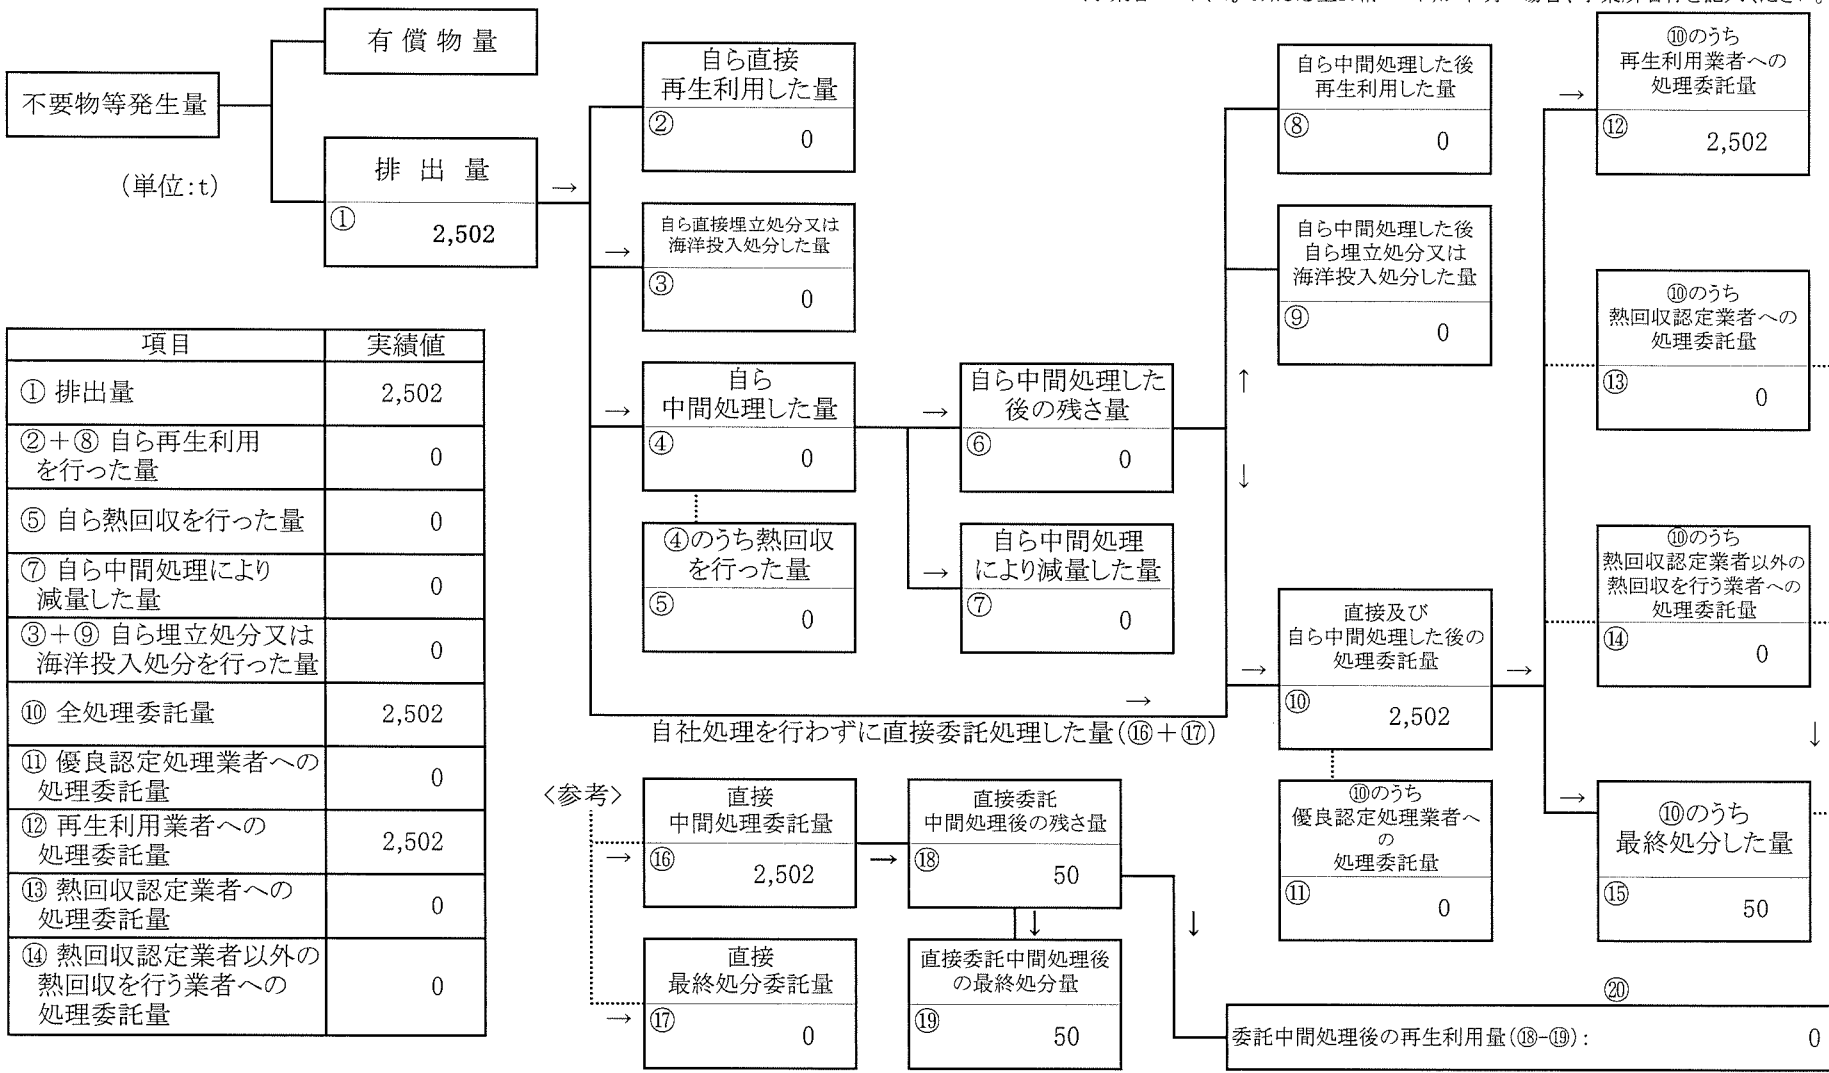 不要物等発生量
(単位:t)
有償物量
排出量
①
2,502
→
自ら直接
再生利用した量
②
0
→
自ら直接埋立処分又は
海洋投入処分した量
③
0
→
自ら
中間処理した量
④
0
④のうち熱回収
を行った量
⑤
0
→
自ら中間処理した
後の残さ量
⑥
0
→
自ら中間処理
により減量した量
⑦
0
自ら中間処理した後
再生利用した量
⑧
0
自ら中間処理した後
自ら埋立処分又は
海洋投入処分した量
⑨
0
↑
↓
→
自社処理を行わずに直接委託処理した量(⑯+⑰)
→
直接及び
自ら中間処理した後の
処理委託量
⑩
2,502
⑩のうち
優良認定処理業者へ
の
処理委託量
⑪
0
→
→
⑩のうち
再生利用業者への
処理委託量
⑫
2,502
⑩のうち
熱回収認定業者への
処理委託量
⑬
0
⑩のうち
熱回収認定業者以外の
熱回収を行う業者への
処理委託量
⑭
0
↓
→
⑩のうち
最終処分した量
⑮
50
項目 実績値
① 排出量 2,502
②+⑧ 自ら再生利用
を行った量 0
⑤ 自ら熱回収を行った量 0
⑦ 自ら中間処理により
減量した量 0
③+⑨ 自ら埋立処分又は
海洋投入処分を行った量 0
⑩ 全処理委託量 2,502
⑪ 優良認定処理業者への
処理委託量 0
⑫ 再生利用業者への
処理委託量 2,502
⑬ 熱回収認定業者への
処理委託量 0
⑭ 熱回収認定業者以外の
熱回収を行う業者への
処理委託量 0
〈参考〉
→
直接
中間処理委託量
⑯
2,502
→
直接委託
中間処理後の残さ量
⑱
50
↓
↓
→
直接
最終処分委託量
⑰
0
直接委託中間処理後
の最終処分量
⑲
50
⑳
委託中間処理後の再生利用量(⑱-⑲): 0